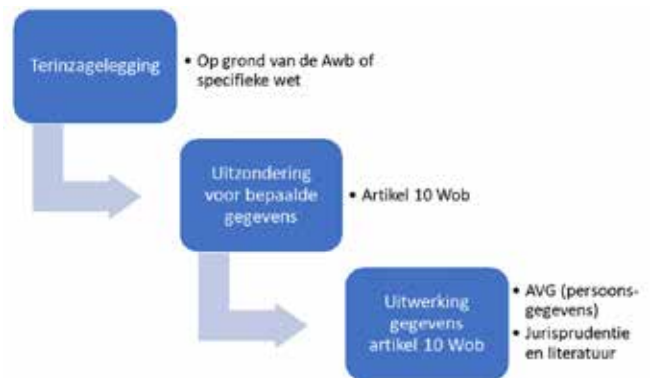 Terinzagelegging
• Op grond van de Awb of
specifieke wet
Uitzondering
voor bepaalde
gegevens
• Artikel 10 Wob
Uitwerking
gegevens
artikel 10 Wob
• AVG (persoons-
gegevens)
• Jurisprudentie
en literatuur